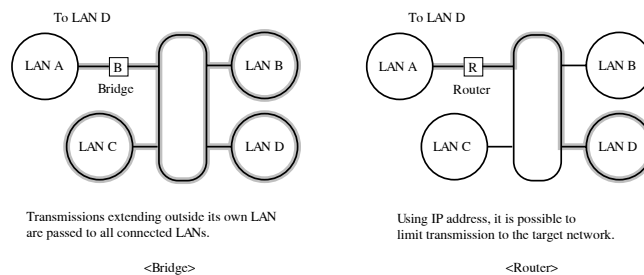 To LAN D
LAN A
B
Bridge
LAN B
LAN C
LAN D
Transmissions extending outside its own LAN
are passed to all connected LANs.
<Bridge>
To LAN D
LAN A
R
Router
LAN B
LAN C
LAN D
Using IP address, it is possible to
limit transmission to the target network.
<Router>